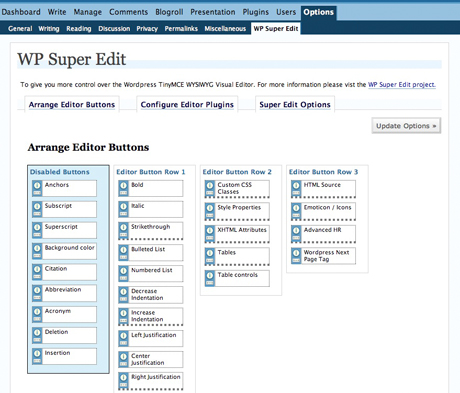 Dashboard Write Manage Comments Blogroll Presentation Plugins Users Options
General Writing Reading Discussion Privacy Permalinks Miscellaneous WP Super Edit
WP Super Edit
To give you more control over the Wordpress TinyMCE WYSIWYG Visual Editor. For more information please vist the WP Super Edit project.
Arrange Editor Buttons Configure Editor Plugins Super Edit Options
Update Options »
Arrange Editor Buttons
Disabled Buttons
Anchors
Subscript
Superscript
Background color
Citation
Abbreviation
Acronym
Deletion
Insertion
Editor Button Row 1
Bold
Italic
Strikethrough
Bulleted List
Numbered List
Decrease
Indentation
Increase
Indentation
Left Justification
Center
Justification
Right Justification
Editor Button Row 2
Custom CSS
Classes
Style Properties
XHTML Attributes
Tables
Table controls
Editor Button Row 3
HTML Source
Emoticon / Icons
Advanced HR
Wordpress Next
Page Tag